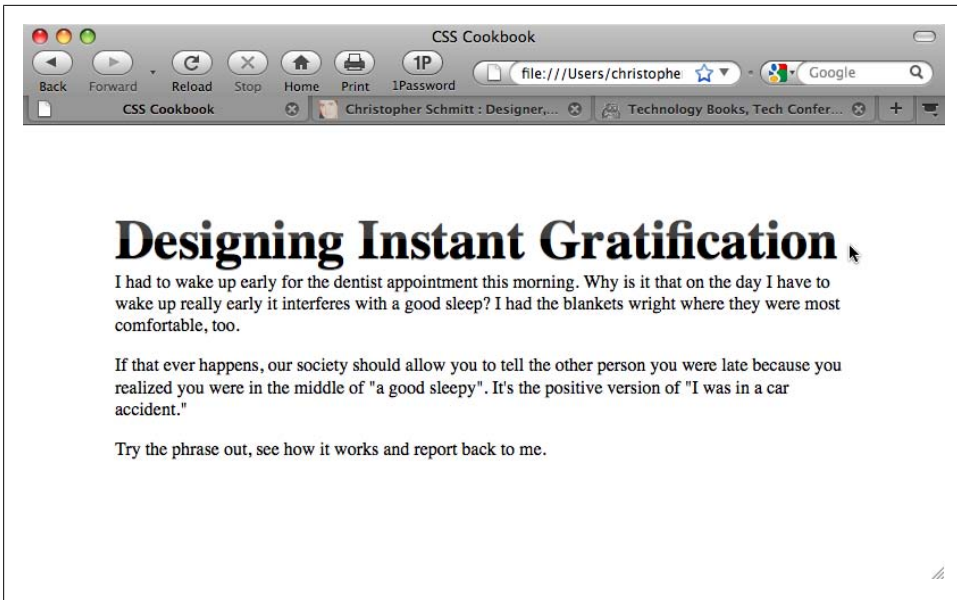 CSS Cookbook
1P
file:///Users/christophe
Google
Back Forward Reload Stop Home Print 1Password
CSS Cookbook
Christopher Schmitt : Designer,...
Technology Books, Tech Confer...
Designing Instant Gratification
I had to wake up early for the dentist appointment this morning. Why is it that on the day I have to
wake up really early it interferes with a good sleep? I had the blankets wright where they were most
comfortable, too.
If that ever happens, our society should allow you to tell the other person you were late because you
realized you were in the middle of "a good sleepy". It's the positive version of "I was in a car
accident."
Try the phrase out, see how it works and report back to me.